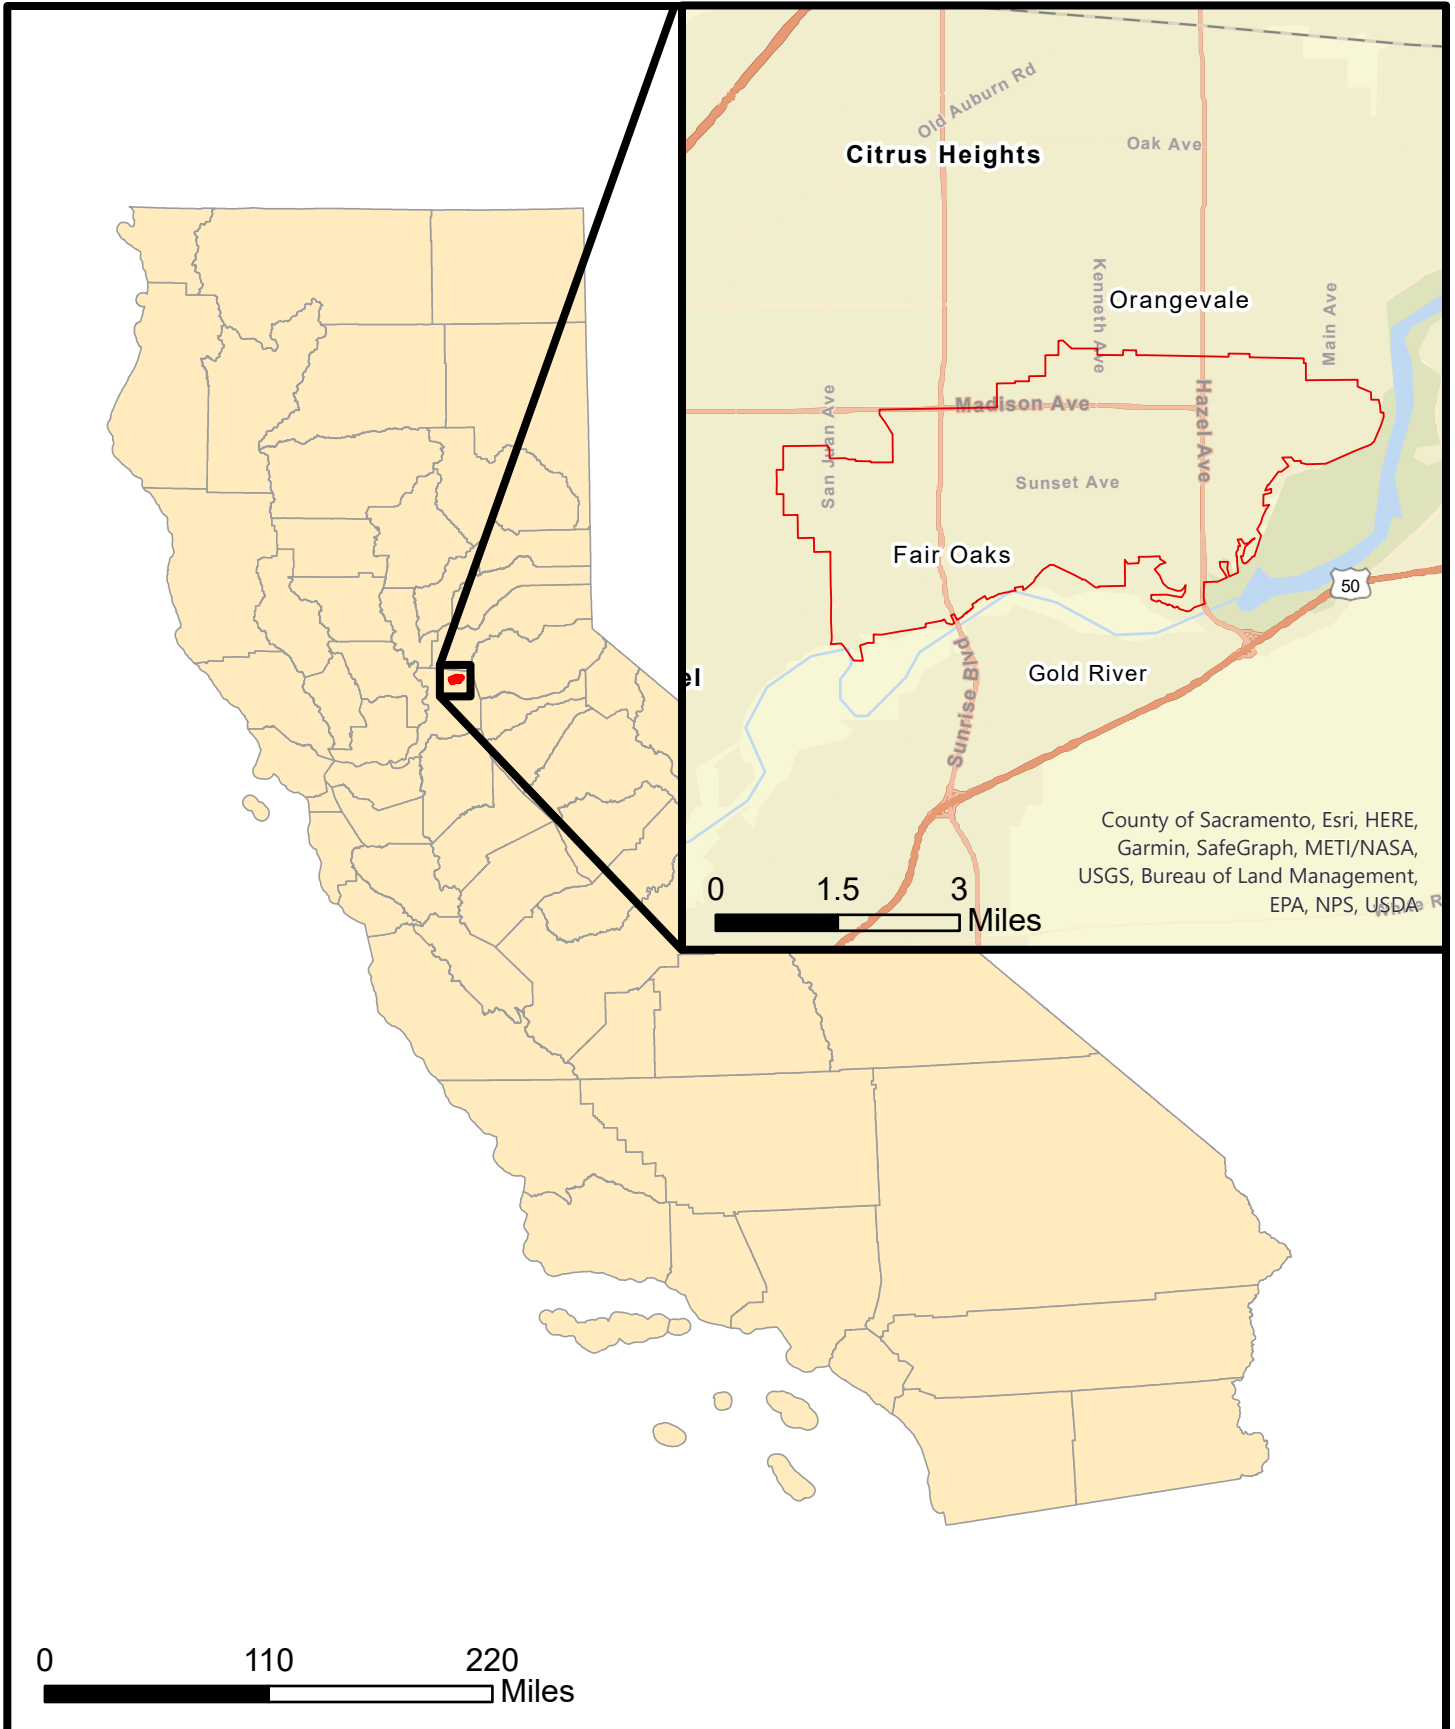 Old Auburn Rd
Citrus Heights
Oak Ave
Kenneth Ave
Orangevale
Main Ave
San Juan Ave
Madison Ave
Hazel Ave
Sunset Ave
Fair Oaks
50
el
Gold River
Sunrise Blvd
County of Sacramento, Esri, HERE,
Garmin, SafeGraph, METI/NASA,
USGS, Bureau of Land Management,
EPA, NPS, USDA
White R
0 1.5 3
Miles
0 110 220
Miles